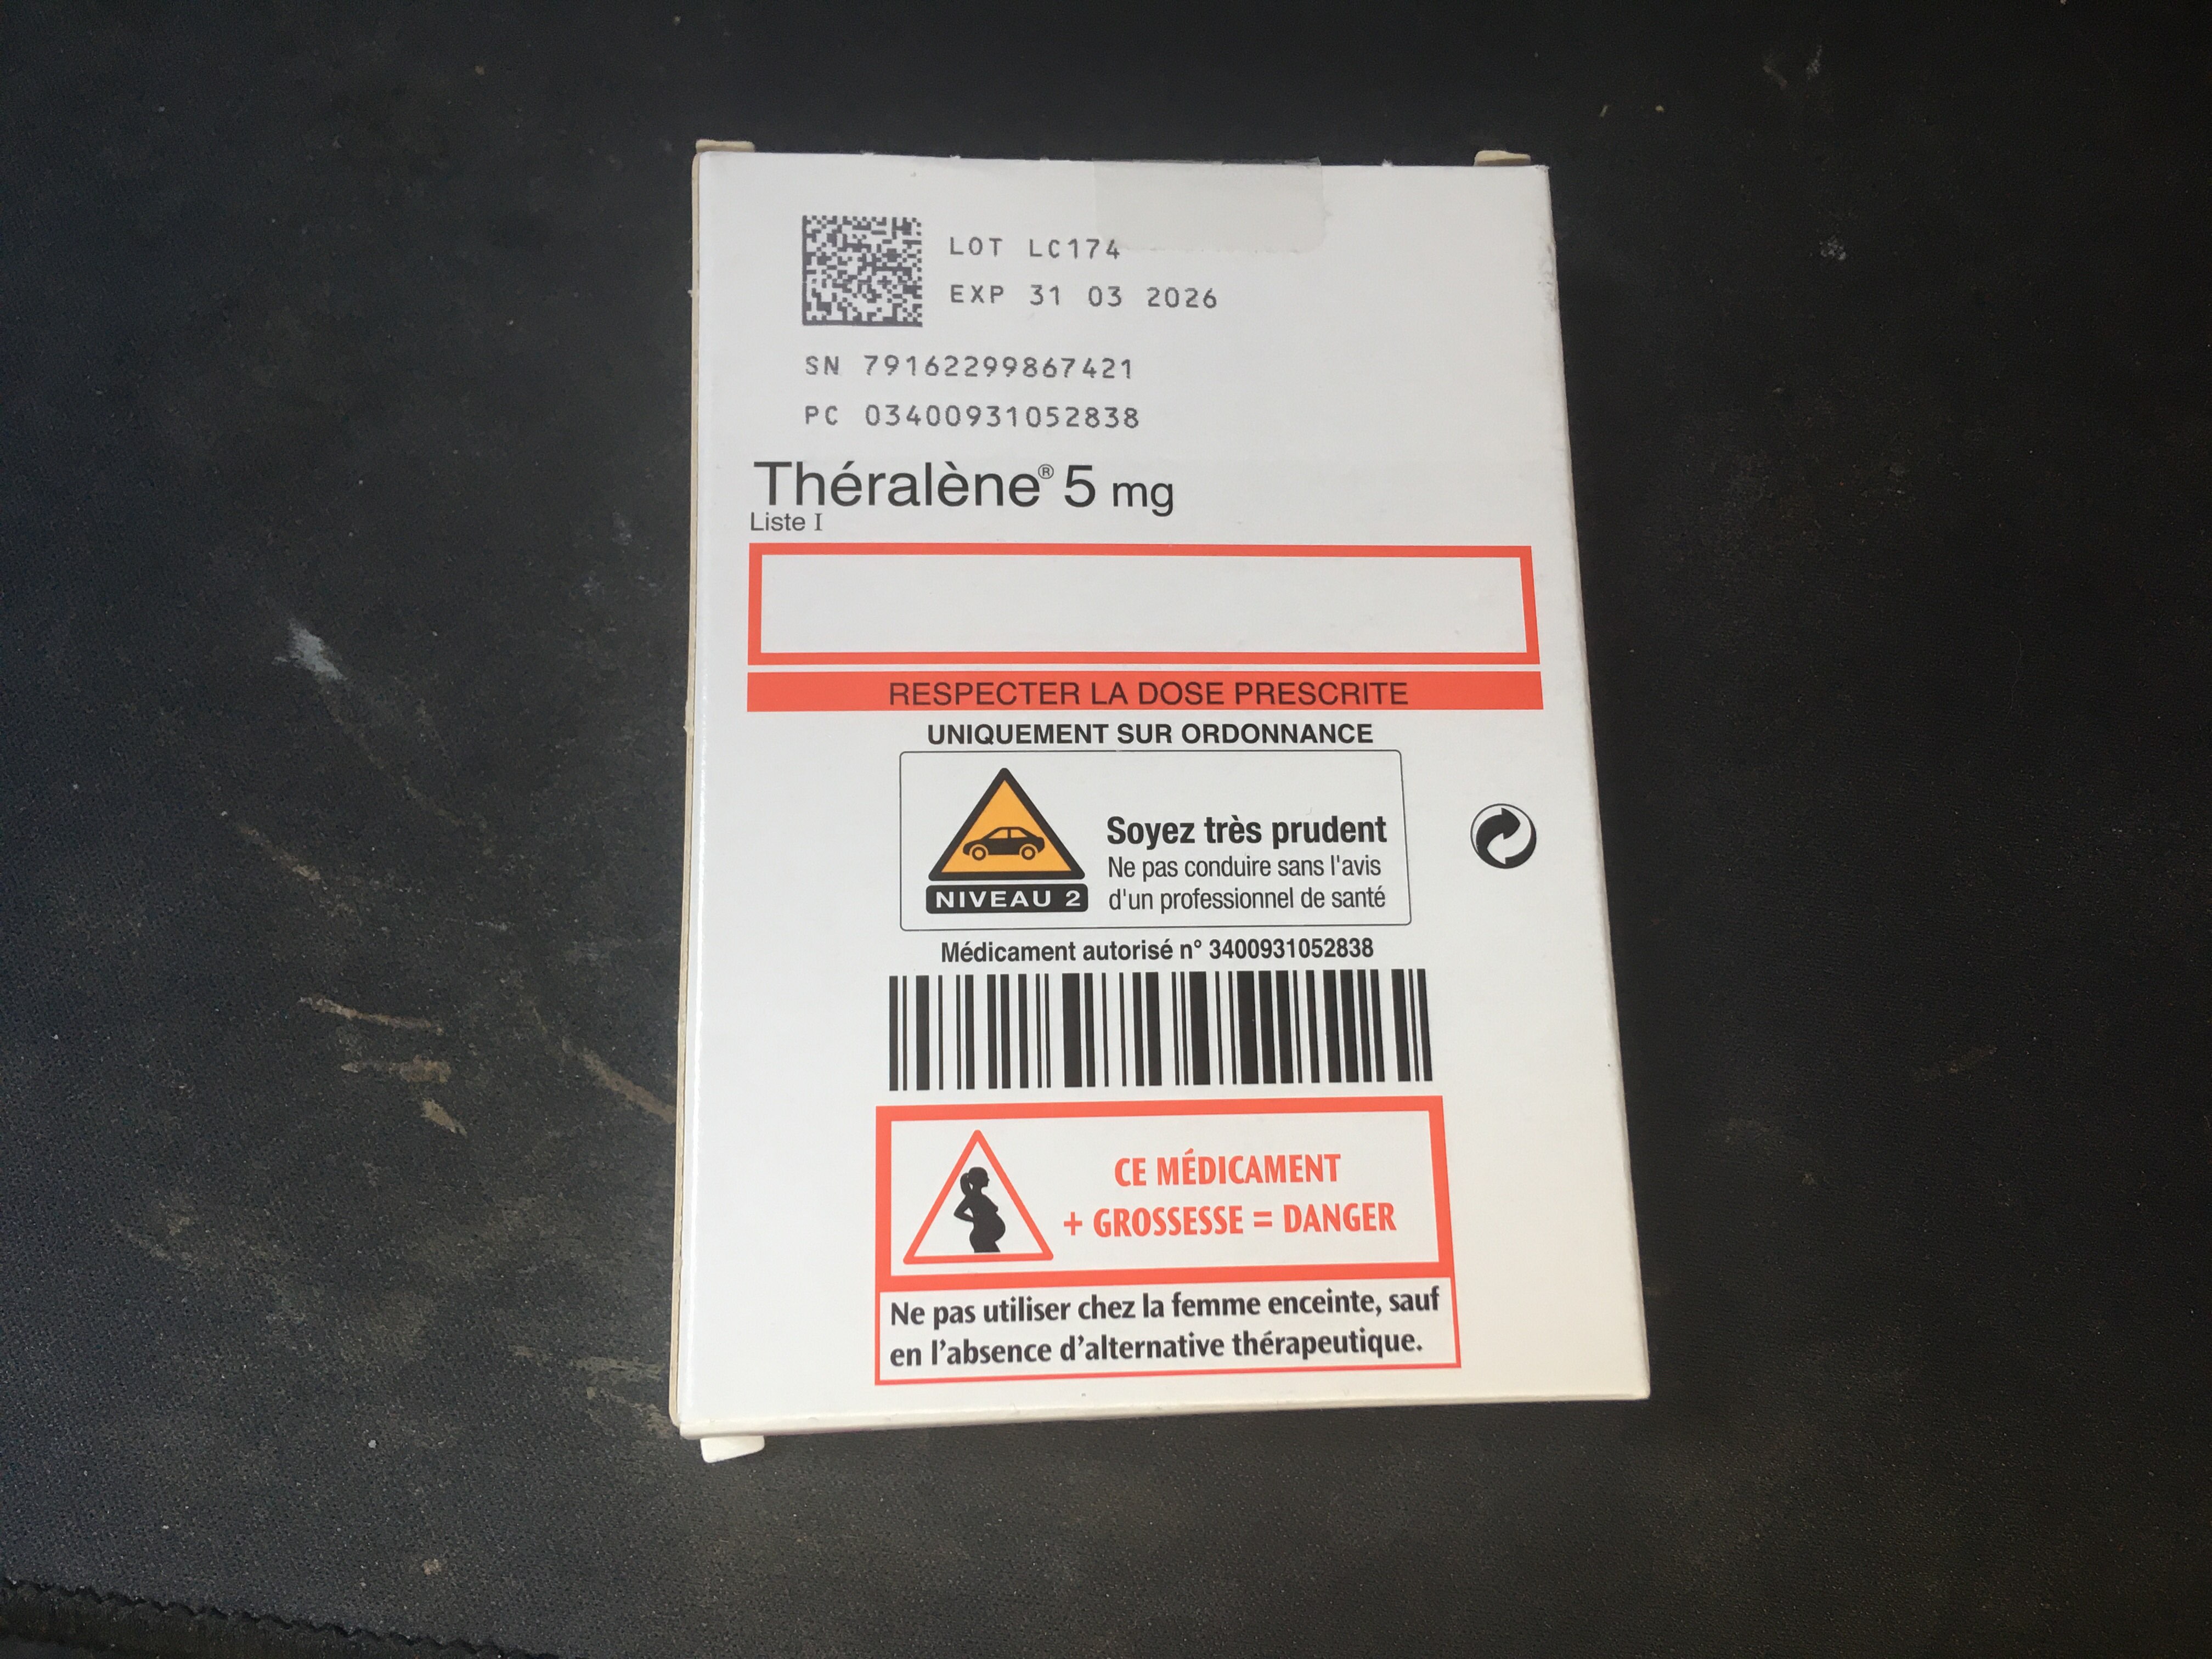 LOT LC174
EXP 31 03 2026
SN 79162299867421
PC 03400931052838
Théralène® 5 mg
Liste I
RESPECTER LA DOSE PRESCRITE
UNIQUEMENT SUR ORDONNANCE
Soyez très prudent
Ne pas conduire sans l'avis
d'un professionnel de santé
NIVEAU 2
Médicament autorisé n° 3400931052838
CE MÉDICAMENT
+ GROSSESSE = DANGER
Ne pas utiliser chez la femme enceinte, sauf
en l'absence d'alternative thérapeutique.